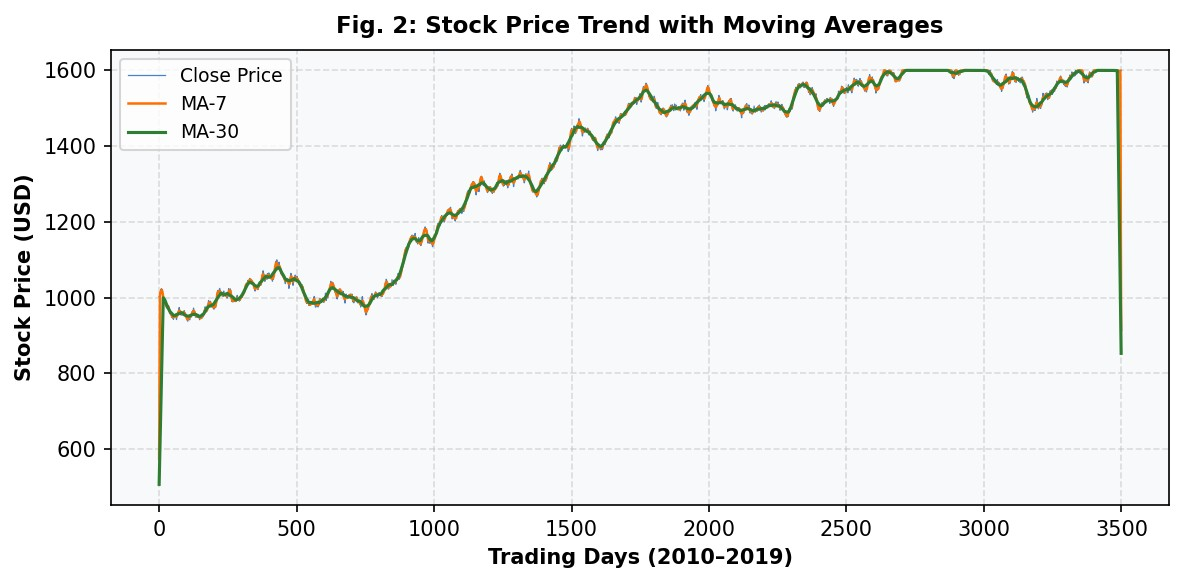 Fig. 2: Stock Price Trend with Moving Averages
Close Price
MA-7
MA-30
Stock Price (USD)
1600
1400
1200
1000
800
600
0 500 1000 1500 2000 2500 3000 3500
Trading Days (2010–2019)